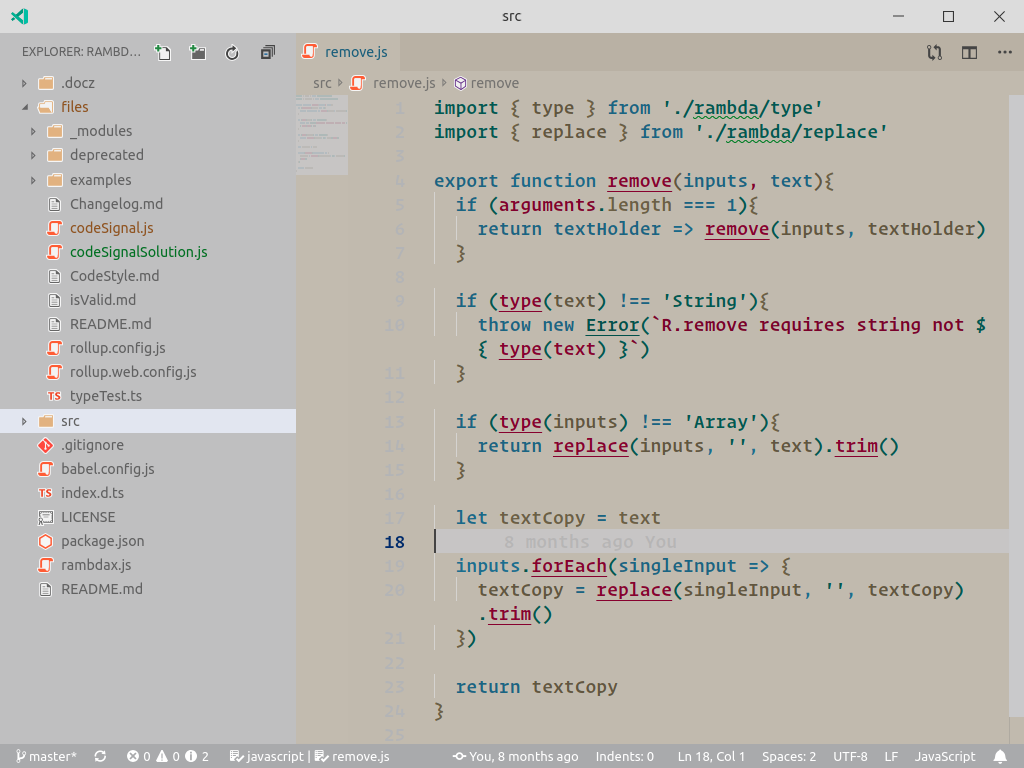 src
EXPLORER: RAMBD...
.docz
files
_modules
deprecated
examples
Changelog.md
codeSignal.js
codeSignalSolution.js
CodeStyle.md
isValid.md
README.md
rollup.config.js
rollup.web.config.js
TS typeTest.ts
src
.gitignore
babel.config.js
TS index.d.ts
LICENSE
package.json
rambdax.js
README.md
remove.js
src remove.js remove
1 import { type } from './rambda/type'
2 import { replace } from './rambda/replace'
3
4 export function remove(inputs, text){
5 if (arguments.length === 1){
6 return textHolder => remove(inputs, textHolder)
7 }
8
9 if (type(text) !== 'String'){
10 throw new Error(`R.remove requires string not $
{ type(text) }`)
11 }
12
13 if (type(inputs) !== 'Array'){
14 return replace(inputs, '', text).trim()
15 }
16
17 let textCopy = text
18 8 months ago You
19 inputs.forEach(singleInput => {
20 textCopy = replace(singleInput, '', textCopy)
.trim()
21 })
22
23 return textCopy
24 }
25
master* 0 0 2 javascript | remove.js You, 8 months ago Indents: 0 Ln 18, Col 1 Spaces: 2 UTF-8 LF JavaScript